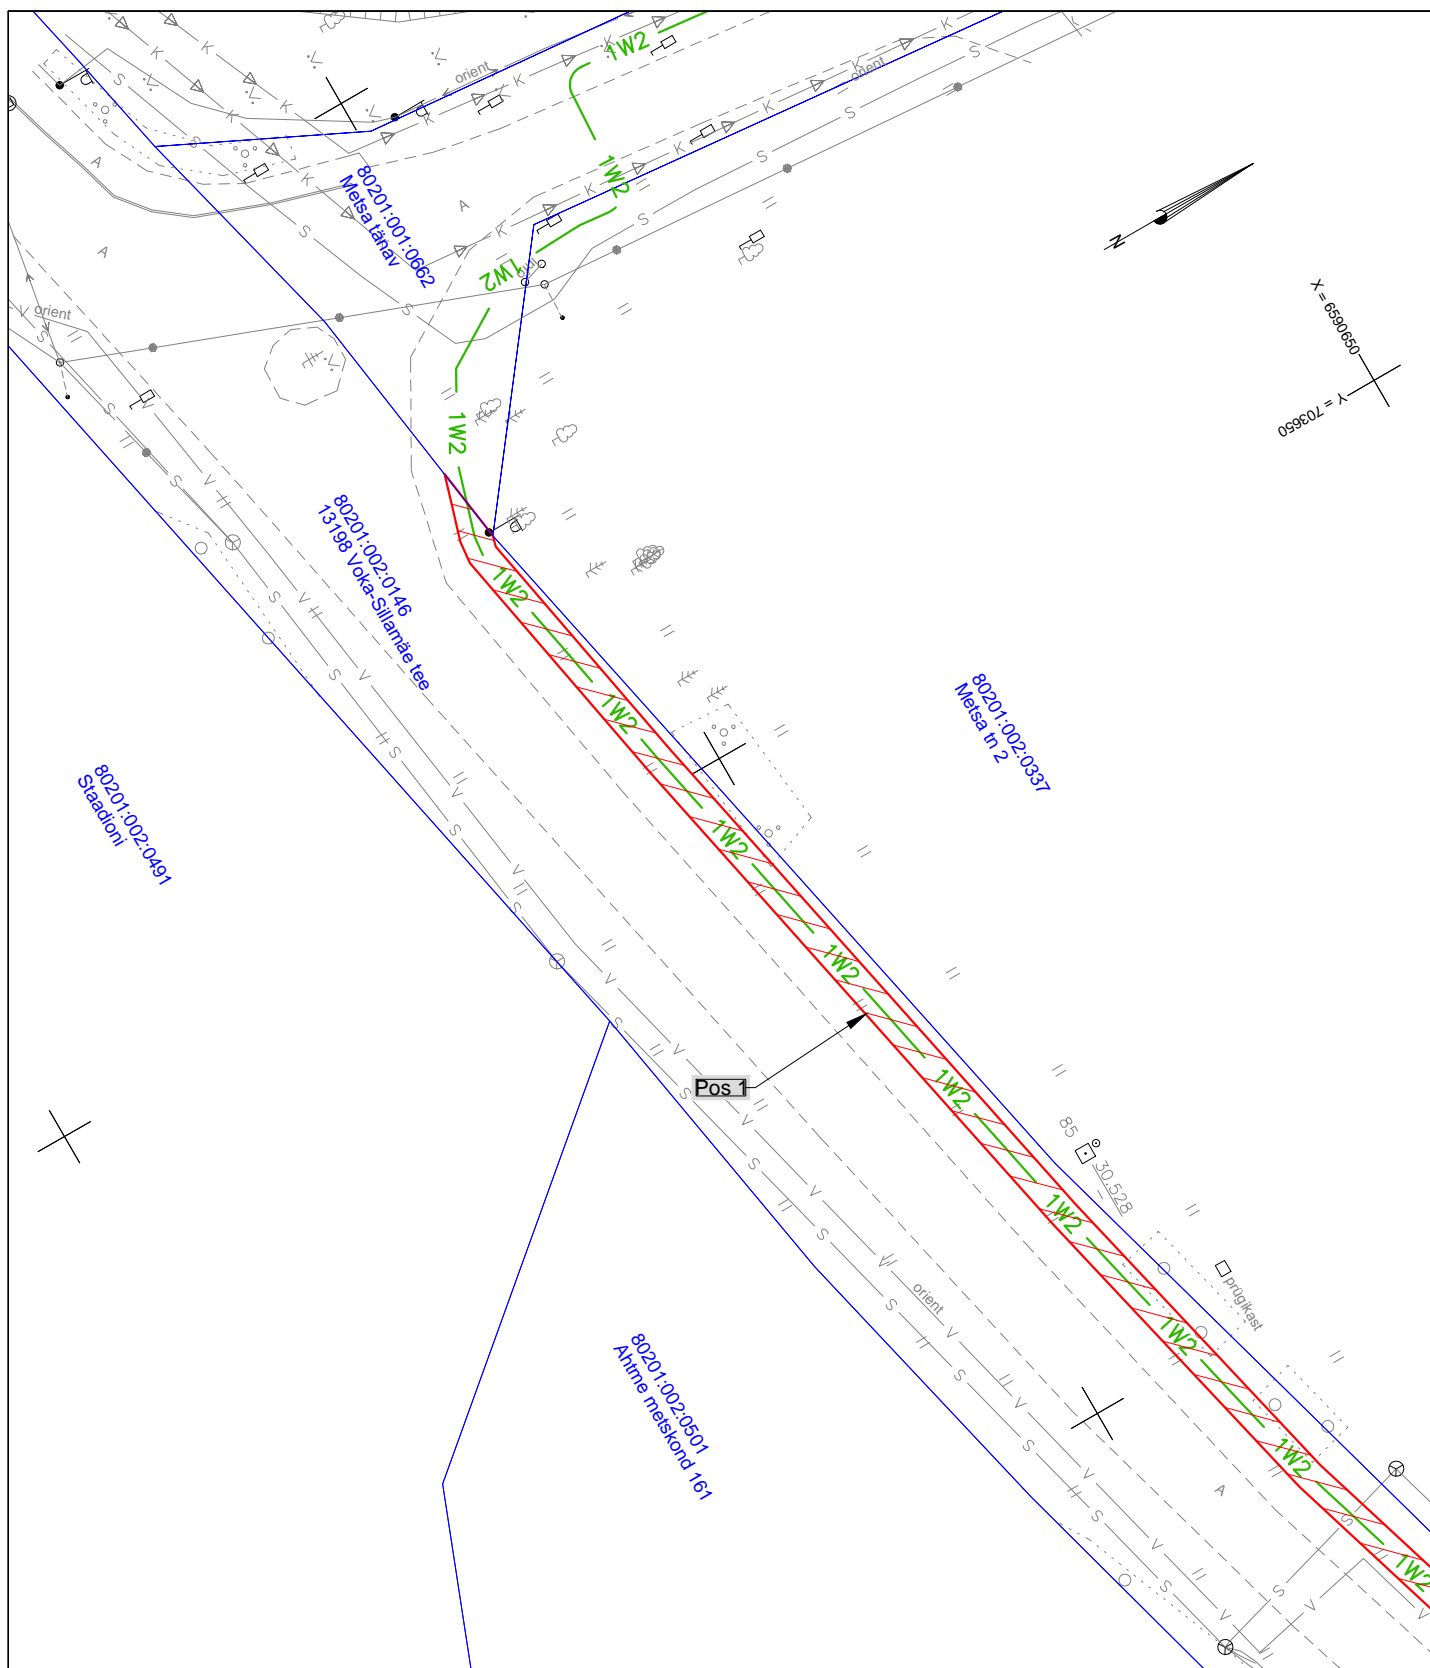 1W2
orient
orient
K
K
K
K
K
K
S
S
S
A
1W2
80201:001:0662
Metsa tänav
A
A
1W2
N
X = 6590650
Y = 703650
orient
V
S
1W2
80201:002:0146
13198 Voka-Sillamäe tee
1W2
1W2
80201:002:0337
Metsa tn 2
80201:002:0491
Staadioni
1W2
1W2
Pos 1
1W2
85
30.528
1W2
prügikast
orient
1W2
80201:002:0501
Ahtme metskond 161
1W2
A
1W2